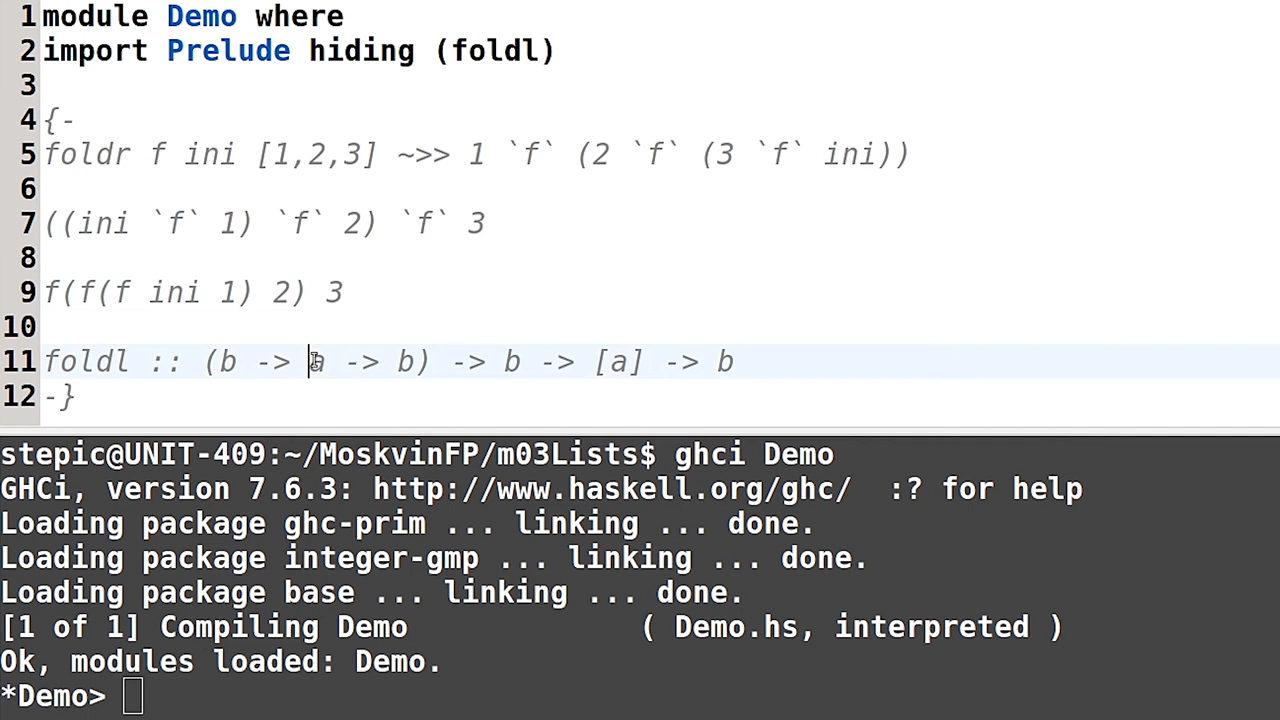 1 module Demo where
2 import Prelude hiding (foldl)
3
4 {-
5 foldr f ini [1,2,3] ~>> 1 `f` (2 `f` (3 `f` ini))
6
7 ((ini `f` 1) `f` 2) `f` 3
8
9 f(f(f ini 1) 2) 3
10
11 foldl :: (b -> a -> b) -> b -> [a] -> b
12 -}
stepic@UNIT-409:~/MoskvinFP/m03Lists$ ghci Demo
GHCi, version 7.6.3: http://www.haskell.org/ghc/  :? for help
Loading package ghc-prim ... linking ... done.
Loading package integer-gmp ... linking ... done.
Loading package base ... linking ... done.
[1 of 1] Compiling Demo             ( Demo.hs, interpreted )
Ok, modules loaded: Demo.
*Demo>